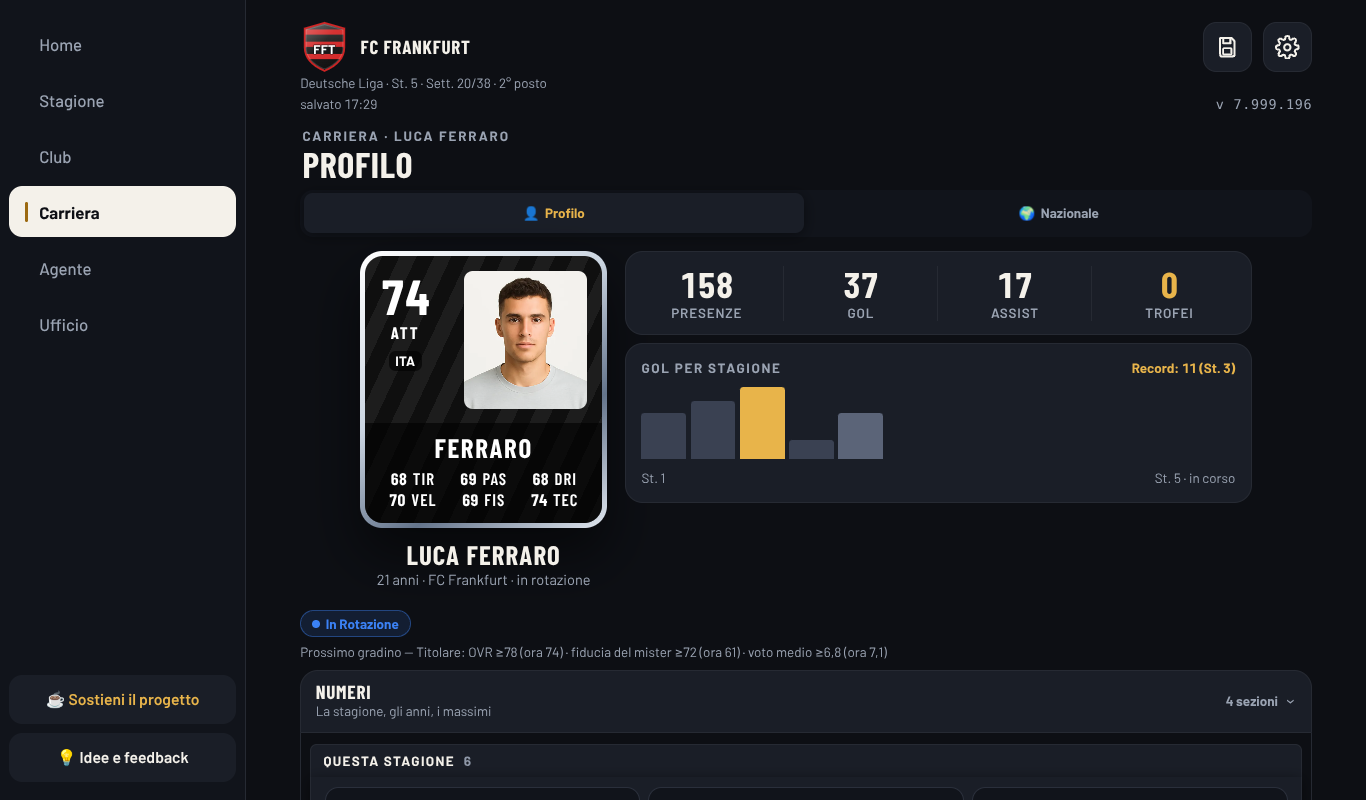 Home
Stagione
Club
Carriera
Agente
Ufficio
☕ Sostieni il progetto
💡 Idee e feedback
FFT
FC FRANKFURT
Deutsche Liga · St. 5 · Sett. 20/38 · 2° posto
salvato 17:29
v 7.999.196
CARRIERA · LUCA FERRARO
PROFILO
👤 Profilo
🌍 Nazionale
74
ATT
ITA
FERRARO
68 TIR 69 PAS 68 DRI
70 VEL 69 FIS 74 TEC
LUCA FERRARO
21 anni · FC Frankfurt · in rotazione
158 37 17 0
PRESENZE GOL ASSIST TROFEI
GOL PER STAGIONE Record: 11 (St. 3)
St. 1 St. 5 · in corso
In Rotazione
Prossimo gradino — Titolare: OVR ≥78 (ora 74) · fiducia del mister ≥72 (ora 61) · voto medio ≥6,8 (ora 7,1)
NUMERI
La stagione, gli anni, i massimi
4 sezioni
QUESTA STAGIONE 6